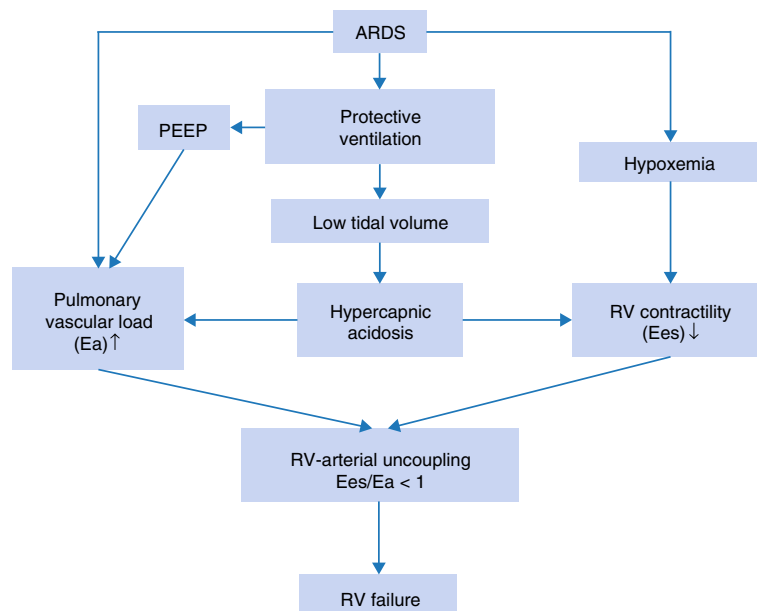 ARDS
Protective
ventilation
PEEP
Hypoxemia
Low tidal volume
Pulmonary
vascular load
(Ea)↑
Hypercapnic
acidosis
RV contractility
(Ees)↓
RV-arterial uncoupling
Ees/Ea < 1
RV failure